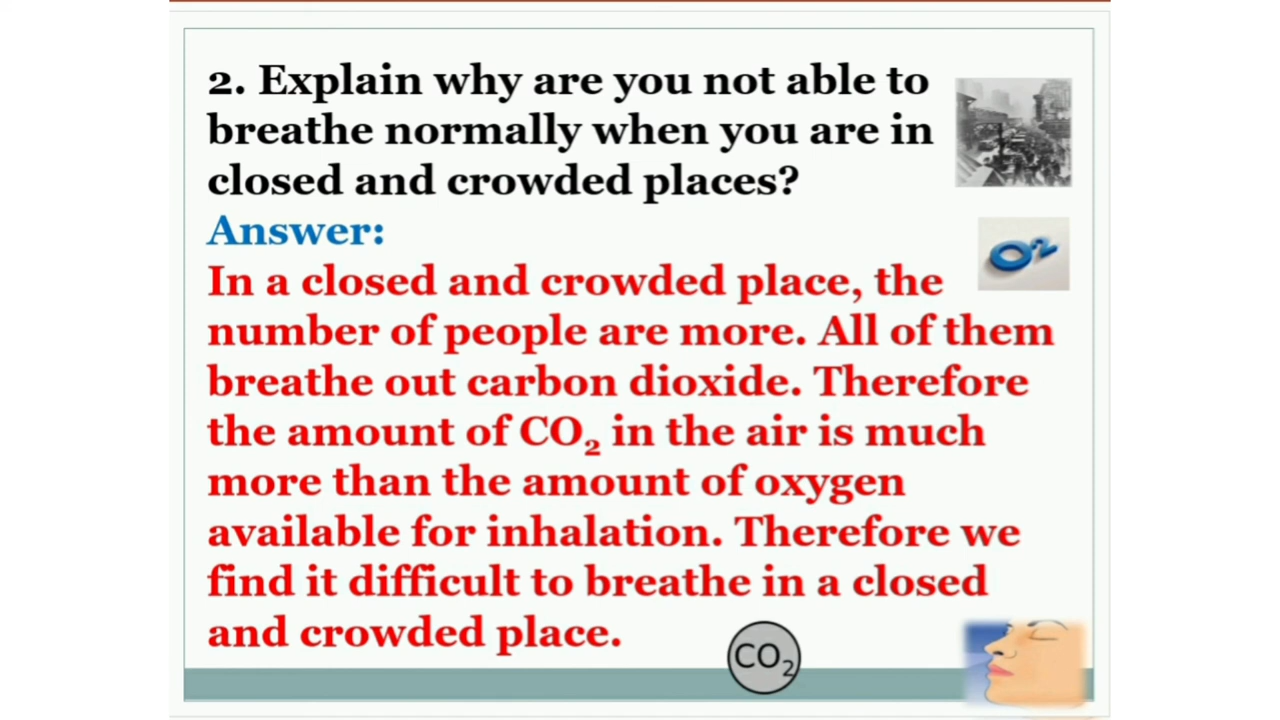 2. Explain why are you not able to
breathe normally when you are in
closed and crowded places?
Answer:
In a closed and crowded place, the
number of people are more. All of them
breathe out carbon dioxide. Therefore
the amount of CO₂ in the air is much
more than the amount of oxygen
available for inhalation. Therefore we
find it difficult to breathe in a closed
and crowded place.
O2
CO₂